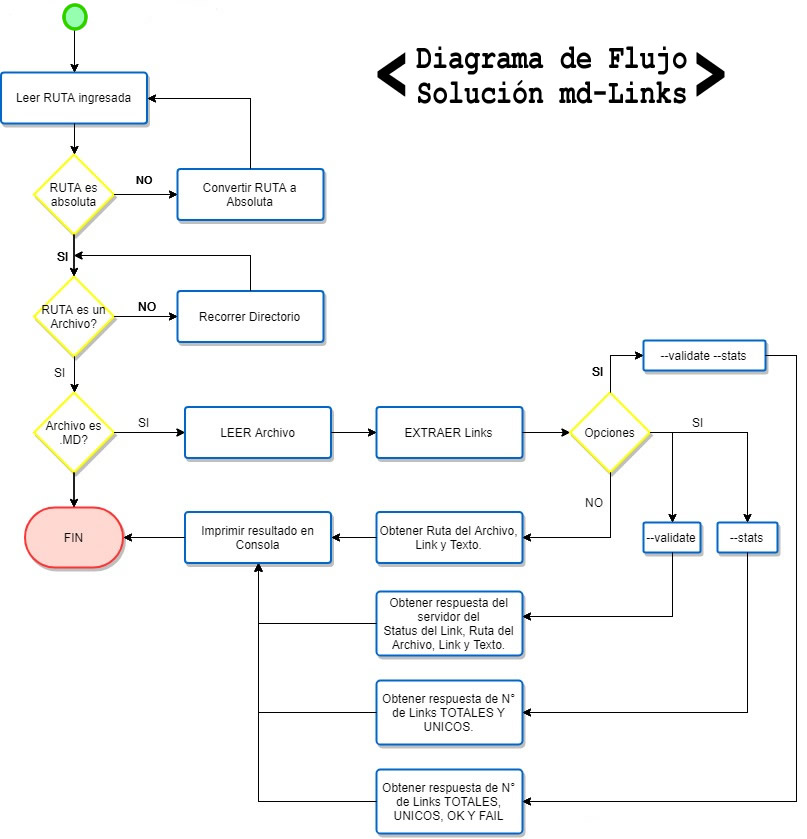 < Diagrama de Flujo >
Solución md-Links
Leer RUTA ingresada
RUTA es
absoluta
NO
Convertir RUTA a
Absoluta
SI
RUTA es un
Archivo?
NO
Recorrer Directorio
SI
Archivo es
.MD?
SI
LEER Archivo
EXTRAER Links
Opciones
SI
--validate --stats
SI
--validate
--stats
NO
Obtener Ruta del Archivo,
Link y Texto.
Imprimir resultado en
Consola
FIN
Obtener respuesta del
servidor del
Status del Link, Ruta del
Archivo, Link y Texto.
Obtener respuesta de N°
de Links TOTALES Y
UNICOS.
Obtener respuesta de N°
de Links TOTALES,
UNICOS, OK Y FAIL